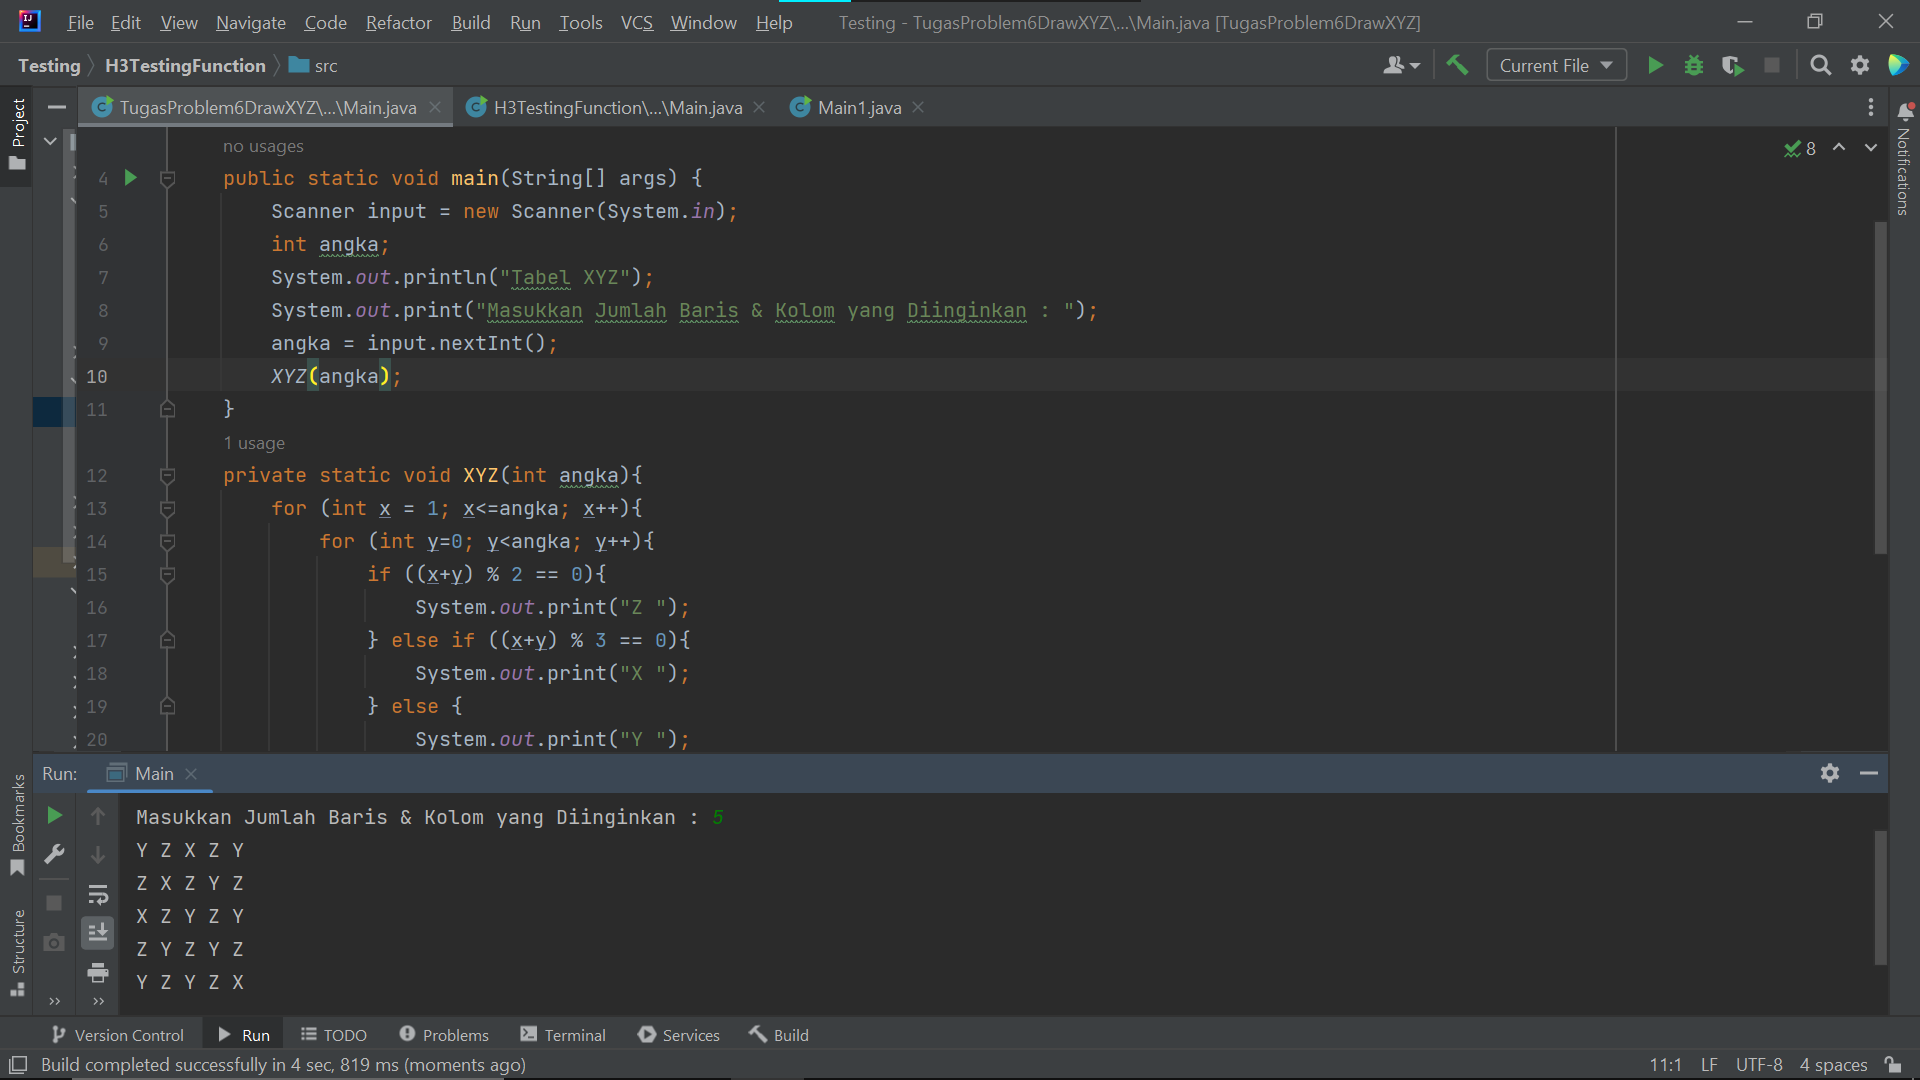 File Edit View Navigate Code Refactor Build Run Tools VCS Window Help Testing - TugasProblem6DrawXYZ\...\Main.java [TugasProblem6DrawXYZ]
Testing H3TestingFunction src Current File
Project TugasProblem6DrawXYZ\...\Main.java H3TestingFunction\...\Main.java Main1.java
Notifications
no usages 8
4 public static void main(String[] args) {
5 Scanner input = new Scanner(System.in);
6 int angka;
7 System.out.println("Tabel XYZ");
8 System.out.print("Masukkan Jumlah Baris & Kolom yang Diinginkan : ");
9 angka = input.nextInt();
10 XYZ(angka);
11 }
1 usage
12 private static void XYZ(int angka){
13 for (int x = 1; x<=angka; x++){
14 for (int y=0; y<angka; y++){
15 if ((x+y) % 2 == 0){
16 System.out.print("Z ");
17 } else if ((x+y) % 3 == 0){
18 System.out.print("X ");
19 } else {
20 System.out.print("Y ");
Run: Main
Bookmarks
Structure
Masukkan Jumlah Baris & Kolom yang Diinginkan : 5
Y Z X Z Y
Z X Z Y Z
X Z Y Z Y
Z Y Z Y Z
Y Z Y Z X
Version Control Run TODO Problems Terminal Services Build
Build completed successfully in 4 sec, 819 ms (moments ago) 11:1 LF UTF-8 4 spaces